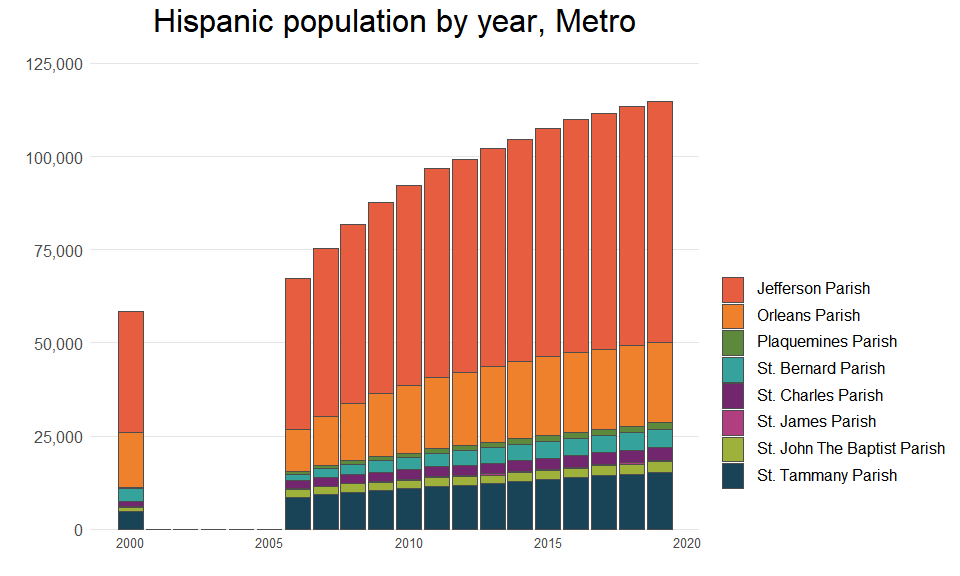 Hispanic population by year, Metro
125,000
100,000
75,000
50,000
25,000
0
2000 2005 2010 2015 2020
Jefferson Parish
Orleans Parish
Plaquemines Parish
St. Bernard Parish
St. Charles Parish
St. James Parish
St. John The Baptist Parish
St. Tammany Parish